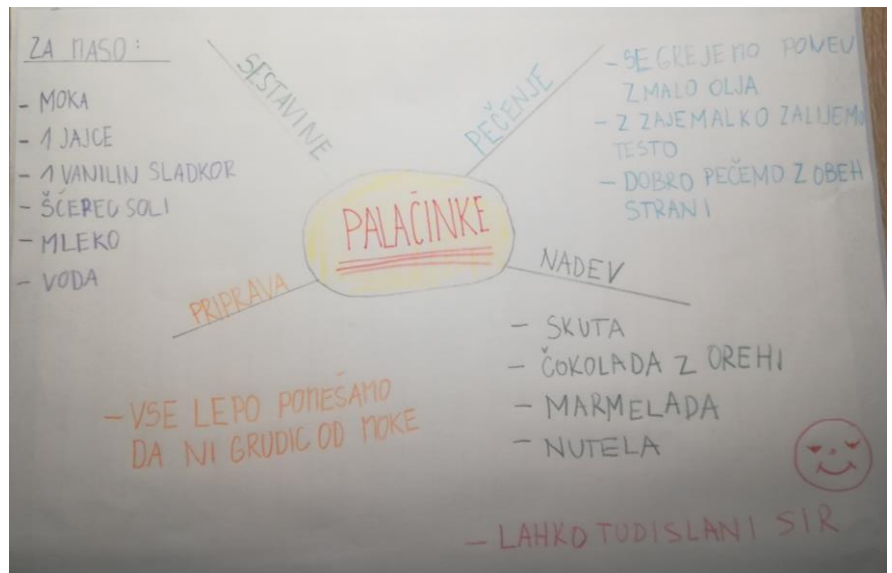 PALAČINKE
SESTAVINE
ZA MASO:
- MOKA
- 1 JAJCE
- 1 VANILIN SLADKOR
- ŠČEPEC SOLI
- MLEKO
- VODA
PEČENJE
- SEGREJEMO PONEV
Z MALO OLJA
- Z ZAJEMALKO ZALIJEMO
TESTO
- DOBRO PEČEMO Z OBEH
STRANI
PRIPRAVA
- VSE LEPO POMEŠAMO
DA NI GRUDIC OD MOKE
NADEV
- SKUTA
- ČOKOLADA Z OREHI
- MARMELADA
- NUTELA
- LAHKO TUDI SLANI SIR